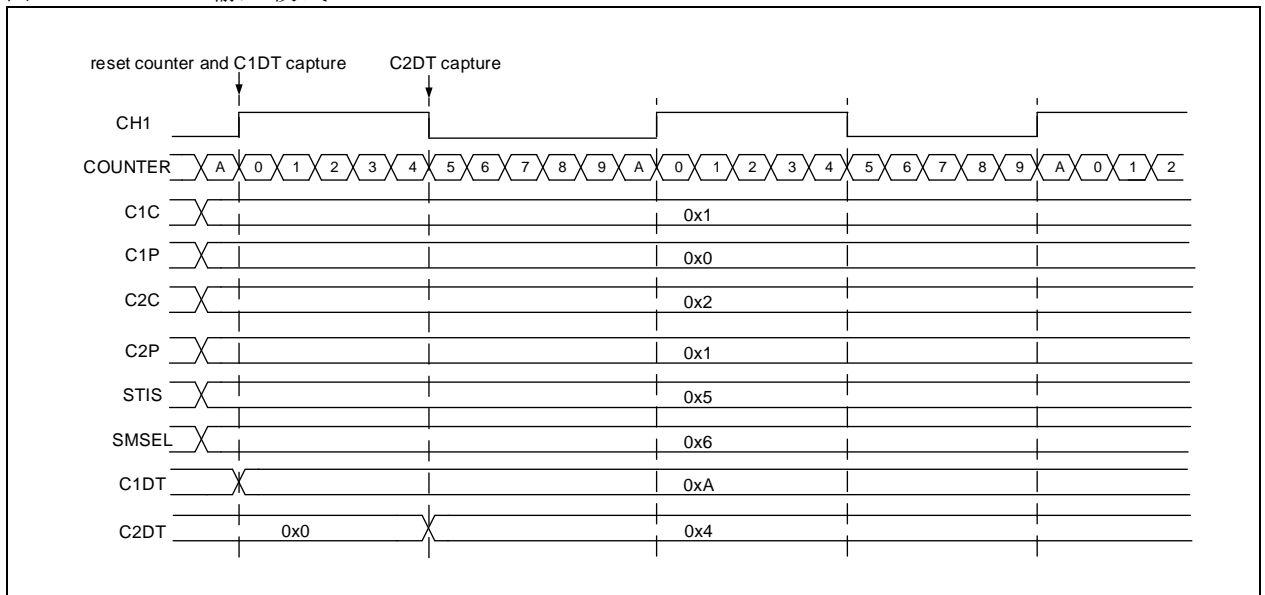 reset counter and C1DT capture C2DT capture
CH1
COUNTER A 0 1 2 3 4 5 6 7 8 9 A 0 1 2 3 4 5 6 7 8 9 A 0 1 2
C1C 0x1
C1P 0x0
C2C 0x2
C2P 0x1
STIS 0x5
SMSEL 0x6
C1DT 0xA
C2DT 0x0 0x4